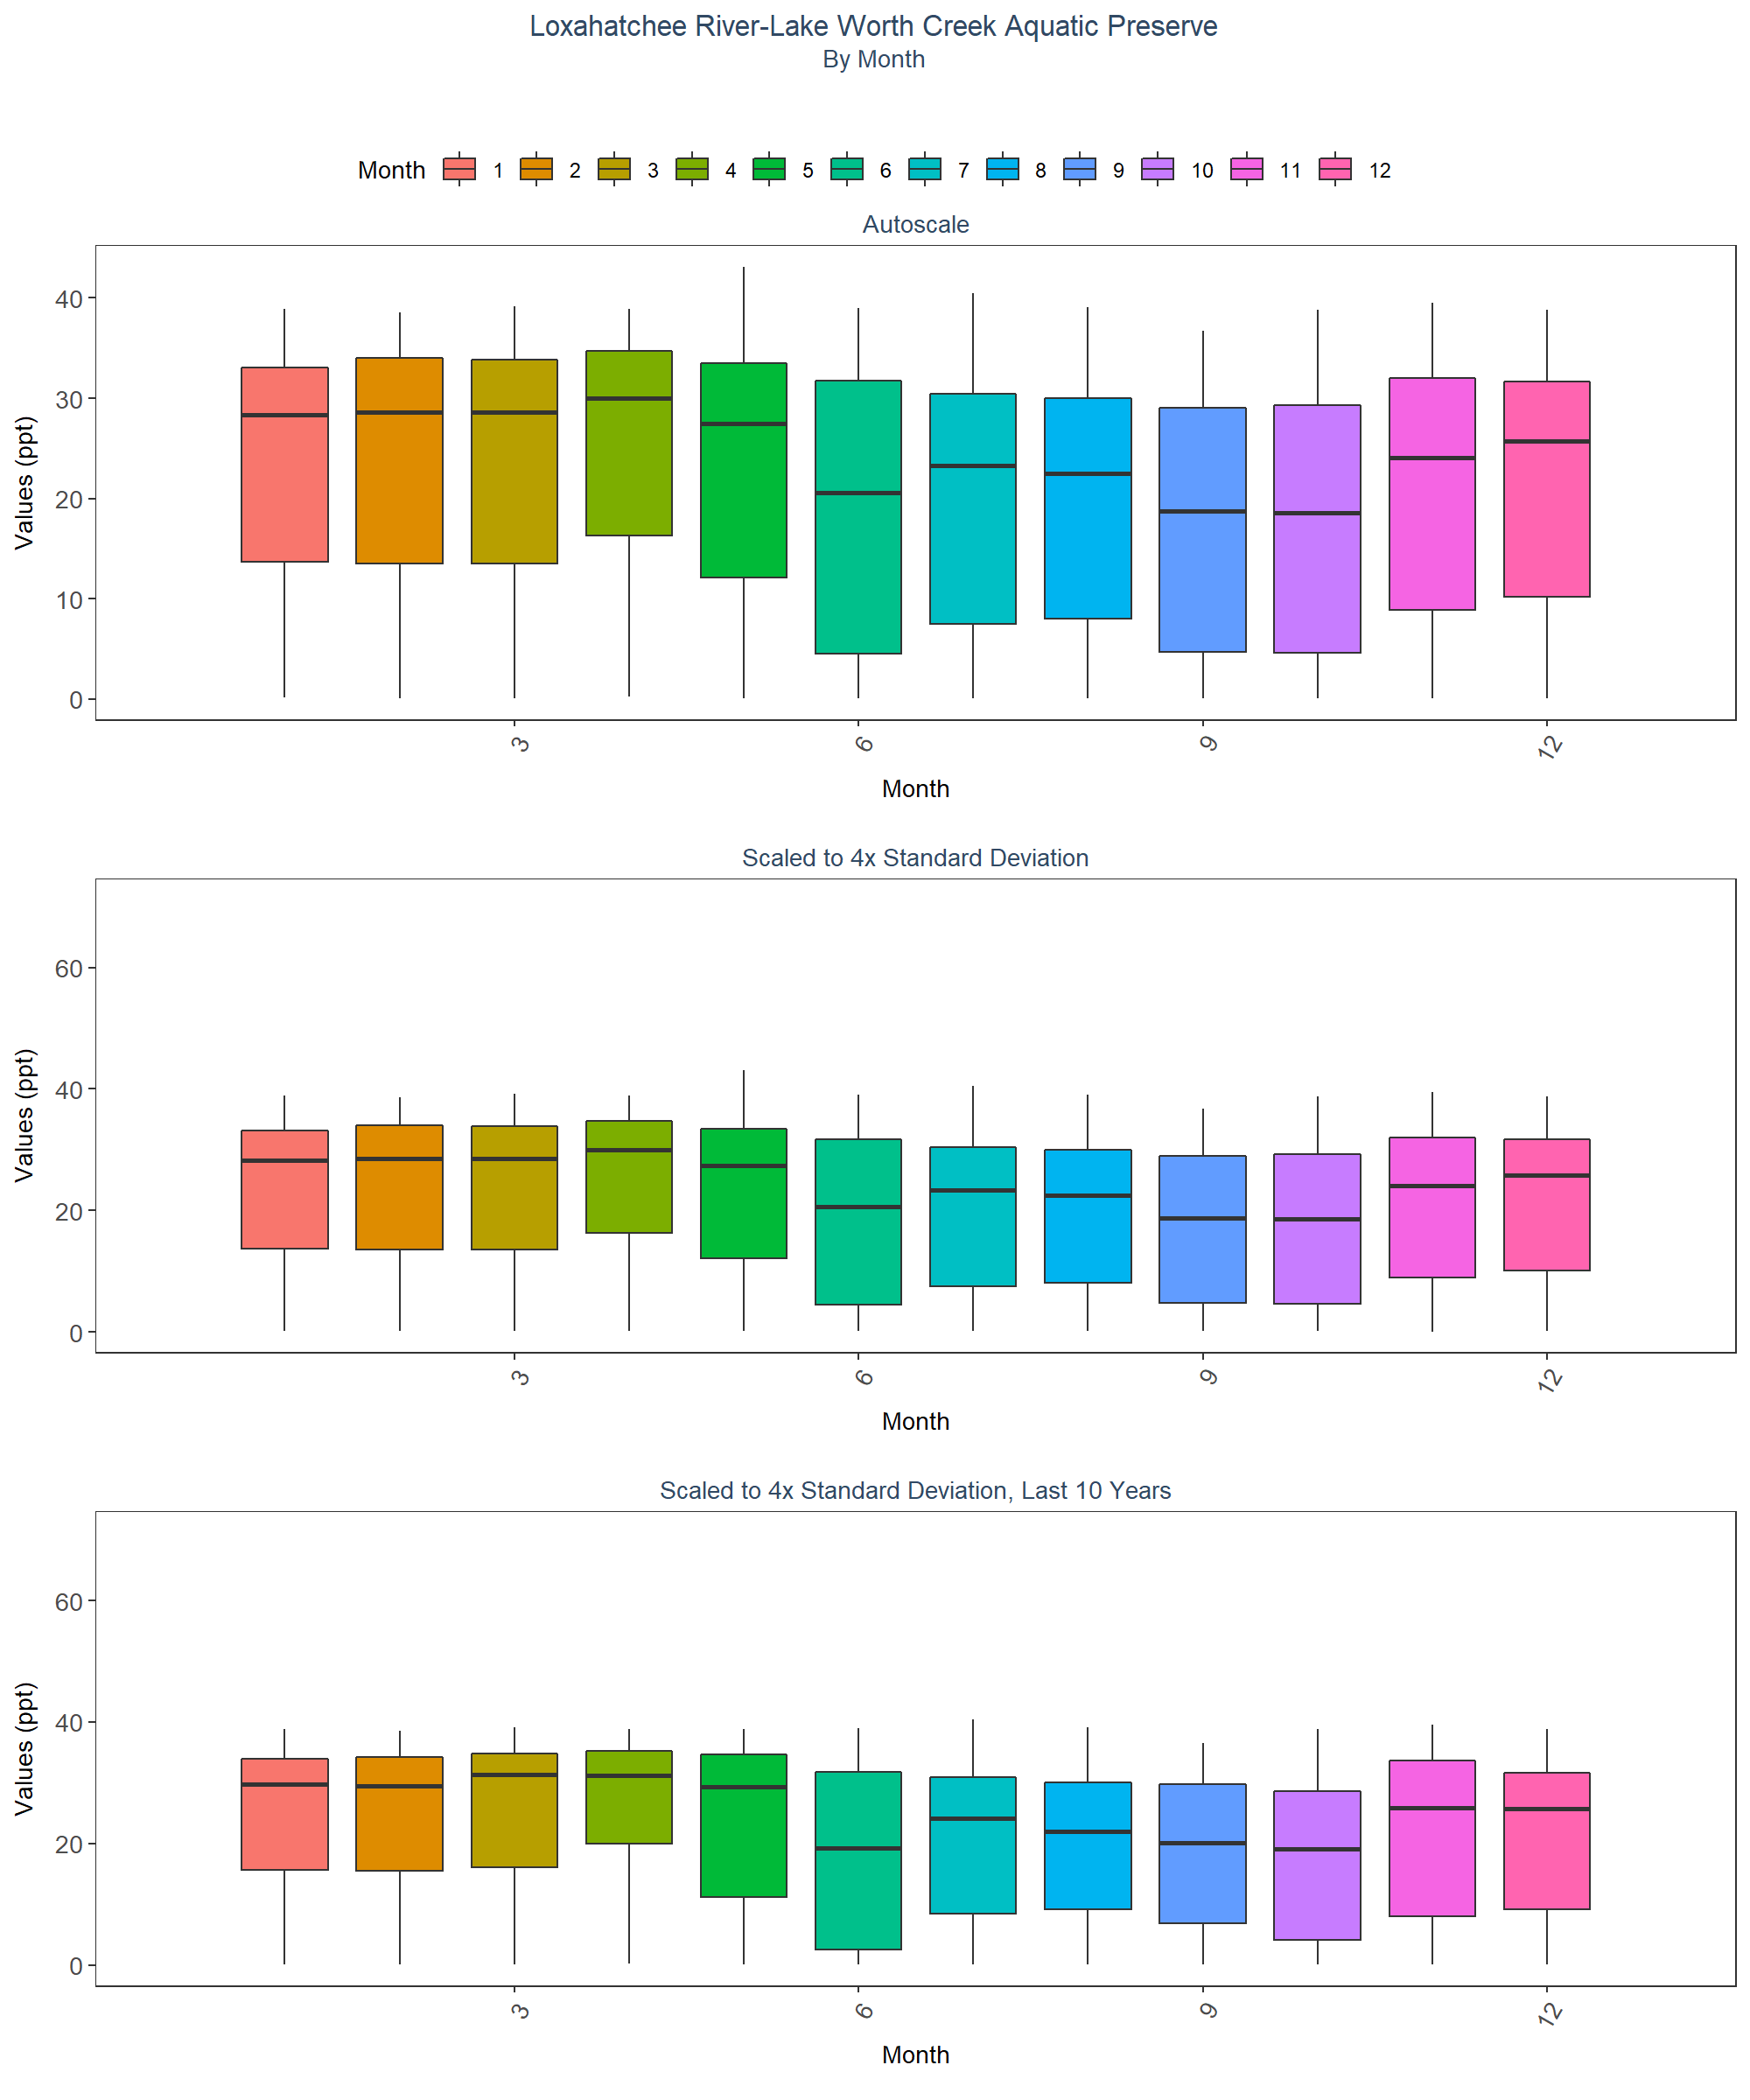 Loxahatchee River-Lake Worth Creek Aquatic Preserve
By Month
Month 1 2 3 4 5 6 7 8 9 10 11 12
Autoscale
Values (ppt)
40
30
20
10
0
3 6 9 12
Month
Scaled to 4x Standard Deviation
Values (ppt)
60
40
20
0
3 6 9 12
Month
Scaled to 4x Standard Deviation, Last 10 Years
Values (ppt)
60
40
20
0
3 6 9 12
Month